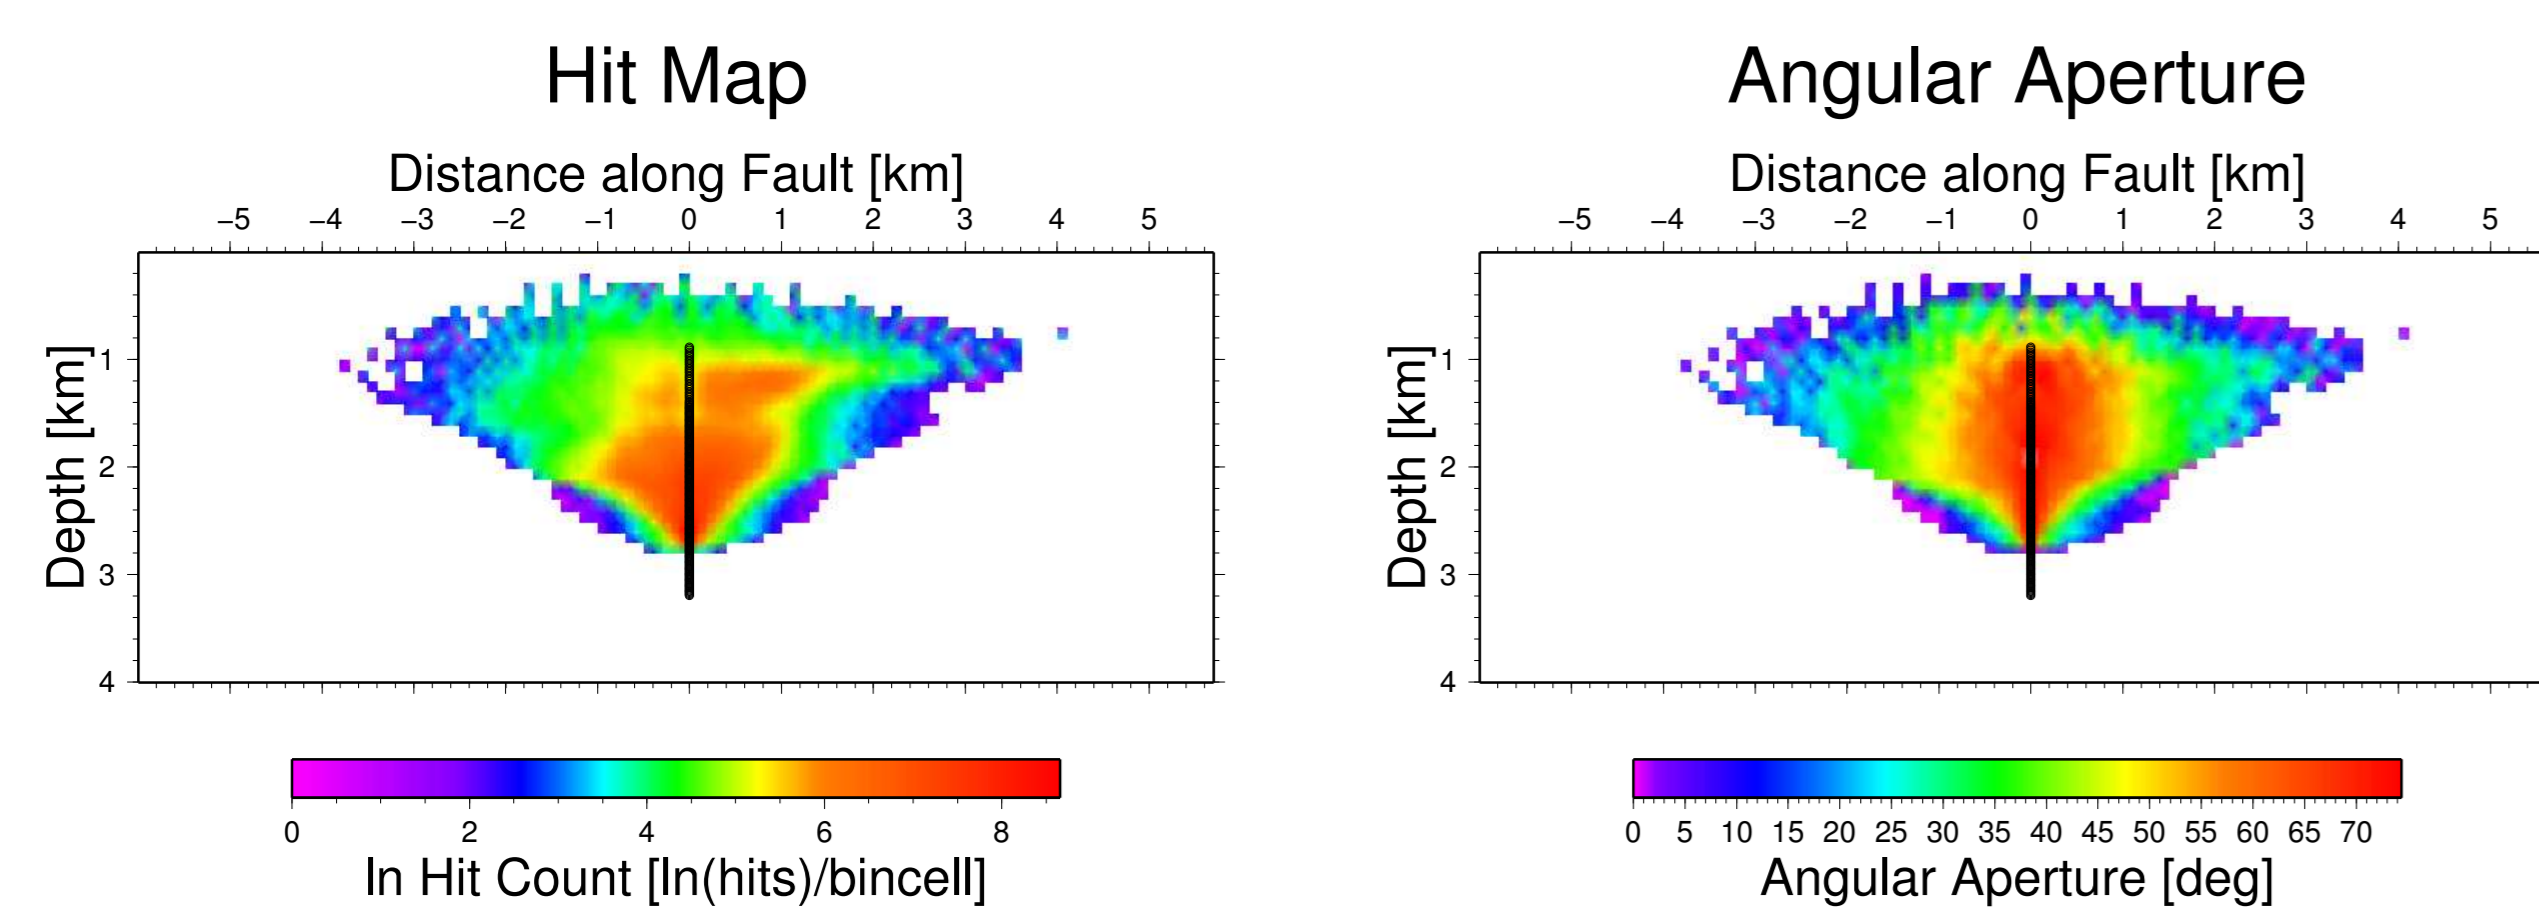 Hit Map
Distance along Fault [km]
−5 −4 −3 −2 −1 0 1 2 3 4 5
Depth [km]
1
2
3
4
0 2 4 6 8
ln Hit Count [ln(hits)/bincell]
Angular Aperture
Distance along Fault [km]
−5 −4 −3 −2 −1 0 1 2 3 4 5
Depth [km]
1
2
3
4
0 5 10 15 20 25 30 35 40 45 50 55 60 65 70
Angular Aperture [deg]